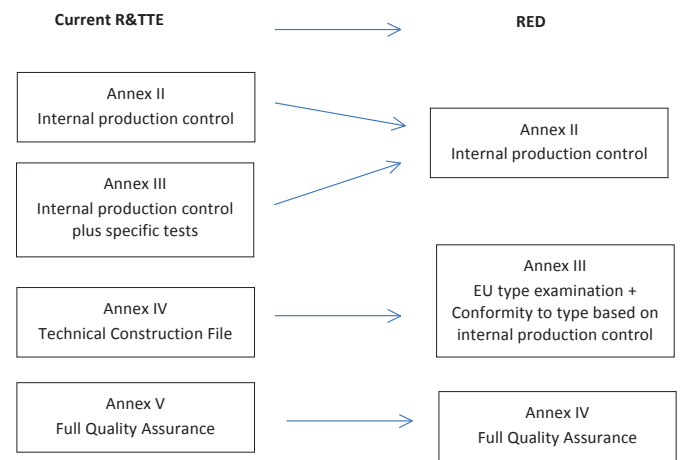 Current R&TTE
RED
Annex II
Internal production control
Annex III
Internal production control
plus specific tests
Annex IV
Technical Construction File
Annex V
Full Quality Assurance
Annex II
Internal production control
Annex III
EU type examination +
Conformity to type based on
internal production control
Annex IV
Full Quality Assurance